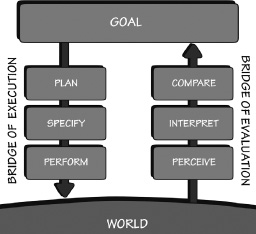 GOAL
BRIDGE OF EXECUTION
PLAN
SPECIFY
PERFORM
COMPARE
INTERPRET
PERCEIVE
BRIDGE OF EVALUATION
WORLD